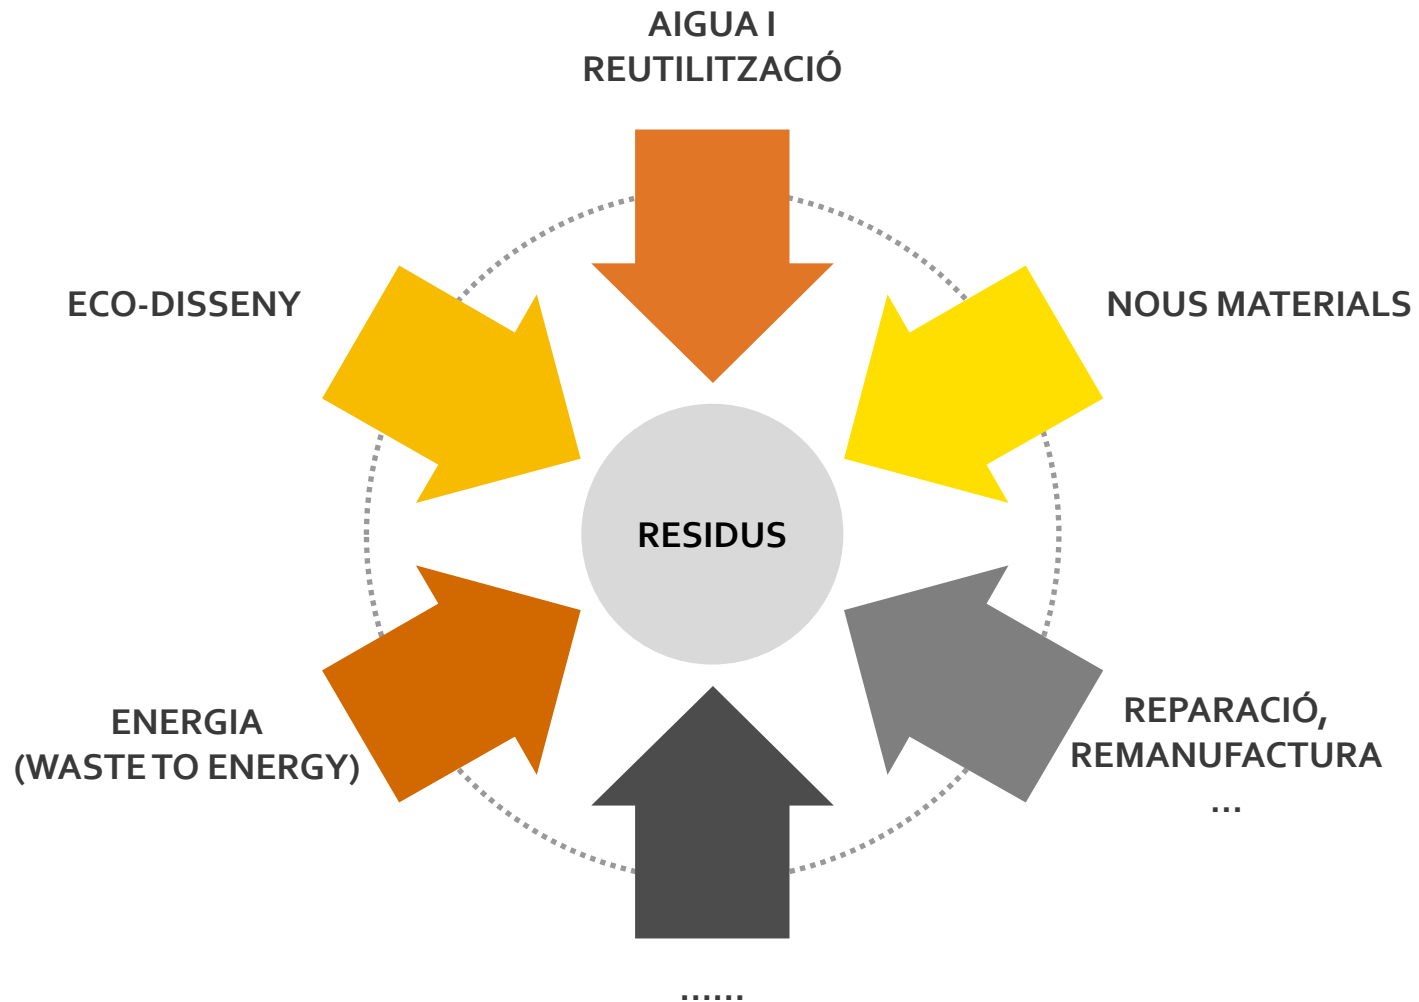 AIGUA I
REUTILITZACIÓ
ECO-DISSENY
NOUS MATERIALS
RESIDUS
ENERGIA
(WASTE TO ENERGY)
REPARACIÓ,
REMANUFACTURA
...
......